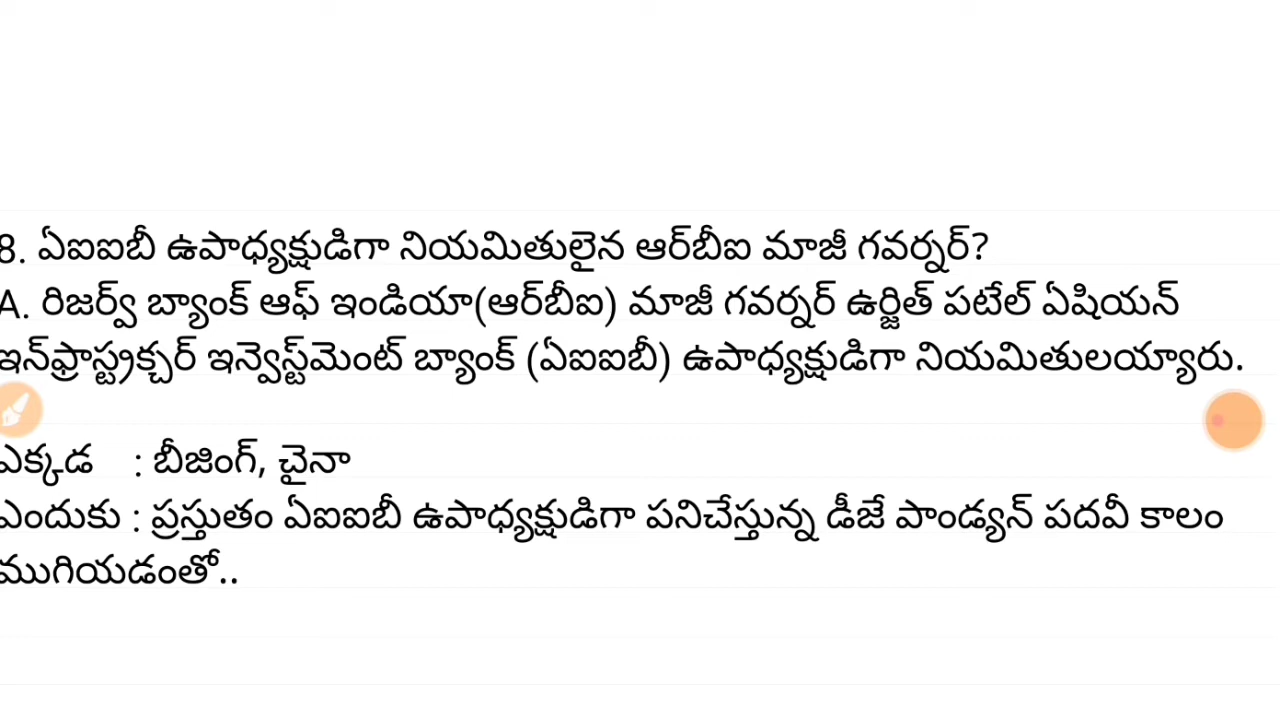 8. ఏఐఐబీ ఉపాధ్యక్షుడిగా నియమితులైన ఆర్‌బీఐ మాజీ గవర్నర్?
A. రిజర్వ్ బ్యాంక్ ఆఫ్ ఇండియా(ఆర్‌బీఐ) మాజీ గవర్నర్ ఉర్జిత్ పటేల్ ఏషియన్
ఇన్‌ఫ్రాస్ట్రక్చర్ ఇన్వెస్ట్‌మెంట్ బ్యాంక్ (ఏఐఐబీ) ఉపాధ్యక్షుడిగా నియమితులయ్యారు.
ఎక్కడ : బీజింగ్, చైనా
ఎందుకు : ప్రస్తుతం ఏఐఐబీ ఉపాధ్యక్షుడిగా పనిచేస్తున్న డీజే పాండ్యన్ పదవీ కాలం
ముగియడంతో..